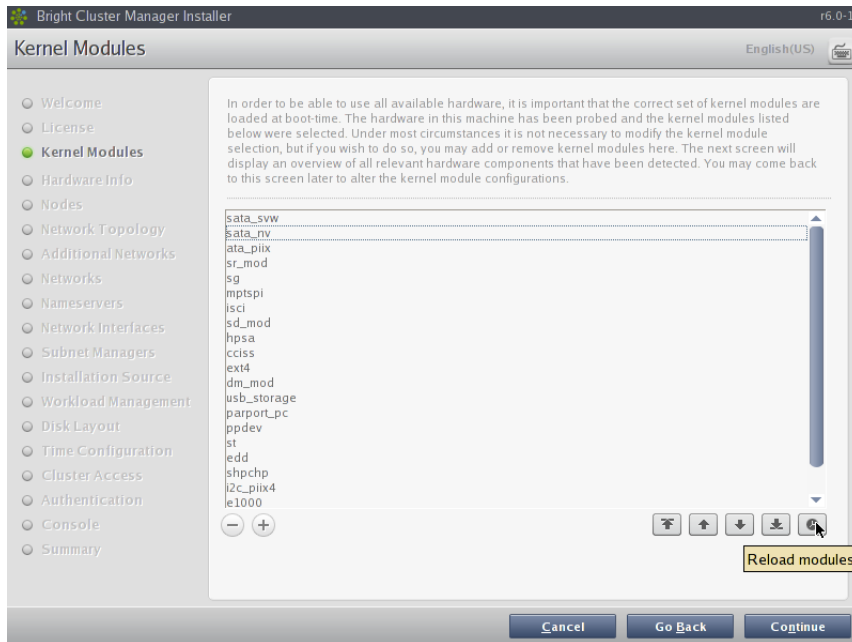 Bright Cluster Manager Installer
r6.0-1
Kernel Modules
English(US)
Welcome
License
Kernel Modules
Hardware Info
Nodes
Network Topology
Additional Networks
Networks
Nameservers
Network Interfaces
Subnet Managers
Installation Source
Workload Management
Disk Layout
Time Configuration
Cluster Access
Authentication
Console
Summary
In order to be able to use all available hardware, it is important that the correct set of kernel modules are
loaded at boot-time. The hardware in this machine has been probed and the kernel modules listed
below were selected. Under most circumstances it is not necessary to modify the kernel module
selection, but if you wish to do so, you may add or remove kernel modules here. The next screen will
display an overview of all relevant hardware components that have been detected. You may come back
to this screen later to alter the kernel module configurations.
sata_svw
sata_nv
ata_piix
sr_mod
sg
mptspi
isci
sd_mod
hpsa
cciss
ext4
dm_mod
usb_storage
parport_pc
ppdev
st
edd
shpchp
i2c_piix4
e1000
Reload modules
Cancel
Go Back
Continue